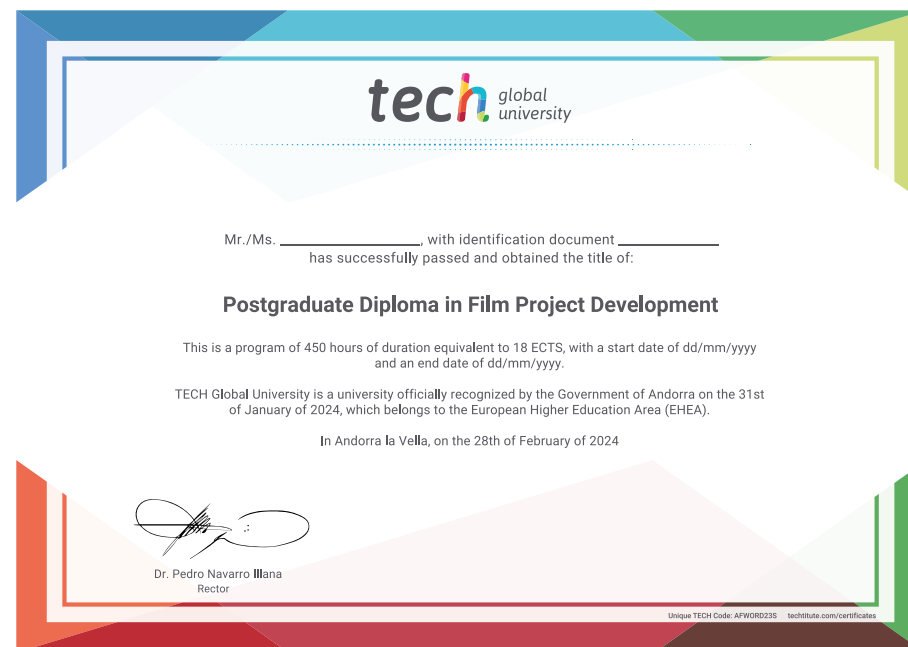 tech global university
Mr./Ms. ____________________, with identification document ______________
has successfully passed and obtained the title of:
Postgraduate Diploma in Film Project Development
This is a program of 450 hours of duration equivalent to 18 ECTS, with a start date of dd/mm/yyyy
and an end date of dd/mm/yyyy.
TECH Global University is a university officially recognized by the Government of Andorra on the 31st
of January of 2024, which belongs to the European Higher Education Area (EHEA).
In Andorra la Vella, on the 28th of February of 2024
Dr. Pedro Navarro Illana
Rector
Unique TECH Code: AFWORD23S techtitute.com/certificates